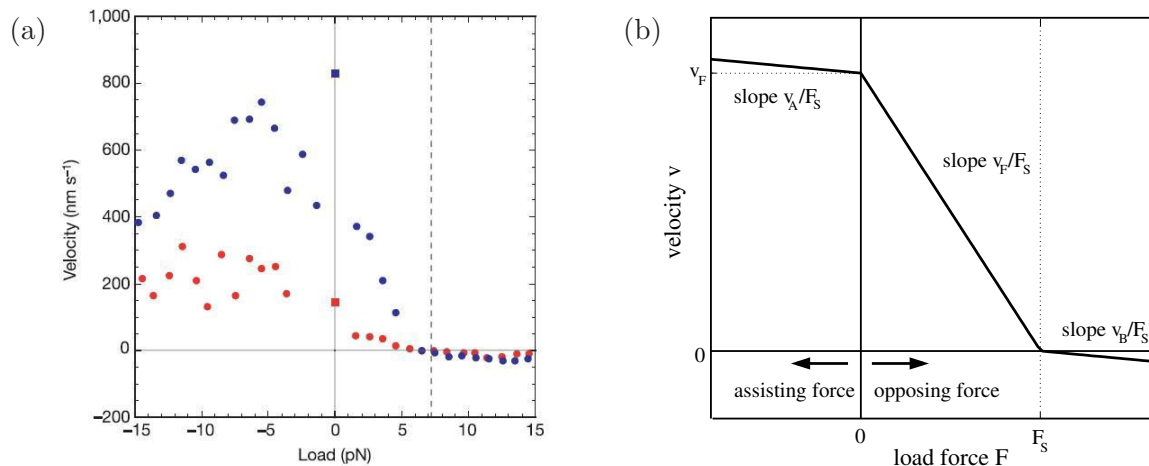 (a)
1,000
800
600
400
200
0
−200
Velocity (nm s⁻¹)
−15 −10 −5 0 5 10 15
Load (pN)
(b)
v_F
slope v_A/F_S
slope v_F/F_S
velocity v
slope v_B/F_S
0
assisting force opposing force
0 F_S
load force F